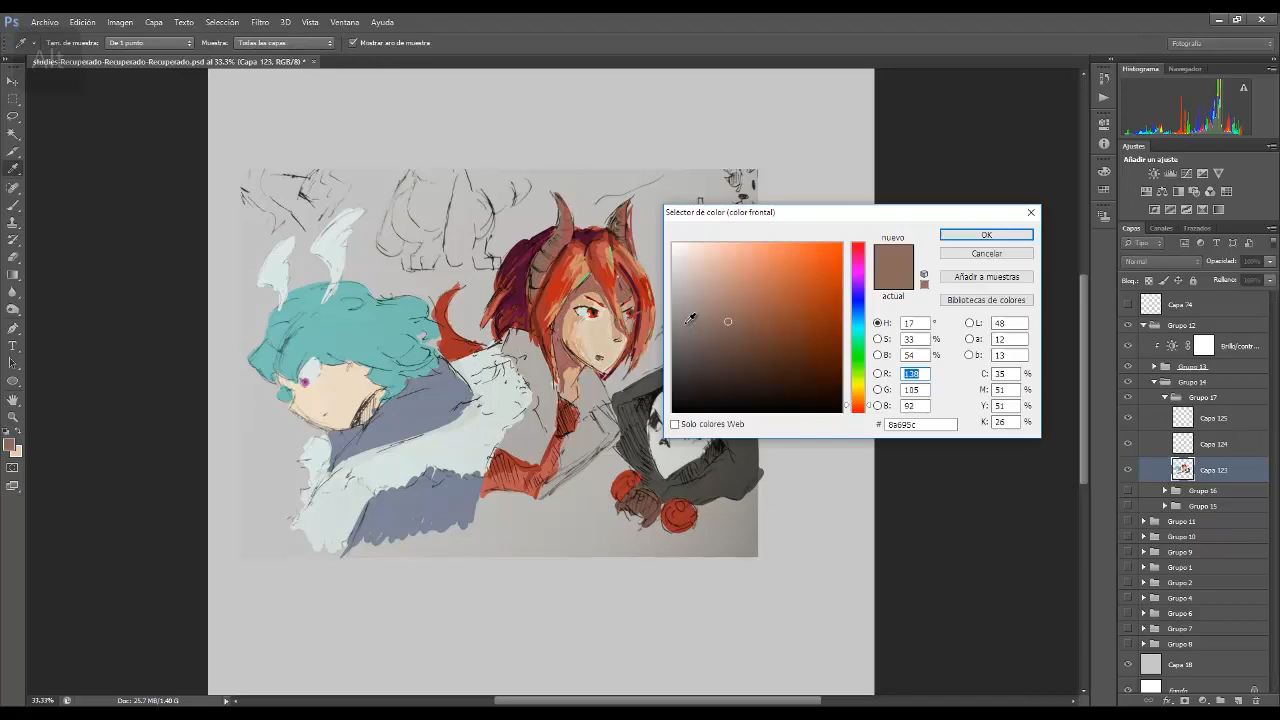 Ps Archivo Edición Imagen Capa Texto Selección Filtro 3D Vista Ventana Ayuda
Tam. de muestra: De 1 punto Muestra: Todas las capas Mostrar aro de muestra Fotografía
Alt
studies-Recuperado-Recuperado-Recuperado.psd al 33.3% (Capa 123, RGB/8) *
Histograma Navegador
Ajustes
Añadir un ajuste
Capas Canales Trazados
Tipo
Normal Opacidad:
Bloq.: Relleno:
Capa 74
Grupo 12
Brillo/contr...
Grupo 13
Grupo 14
Grupo 17
Capa 125
Capa 124
Capa 123
Grupo 16
Grupo 15
Grupo 11
Grupo 10
Grupo 9
Grupo 1
Grupo 2
Grupo 4
Grupo 6
Grupo 7
Grupo 8
Capa 18
Fondo
Selector de color (color frontal)
nuevo
actual
OK
Cancelar
Añadir a muestras
Bibliotecas de colores
H: 17 ° L: 48
S: 33 % a: 12
B: 54 % b: 13
R: 138 C: 35 %
G: 105 M: 51 %
B: 92 Y: 51 %
# 8a695c K: 26 %
Solo colores Web
33.33% Doc: 25.7 MB/1.40 G